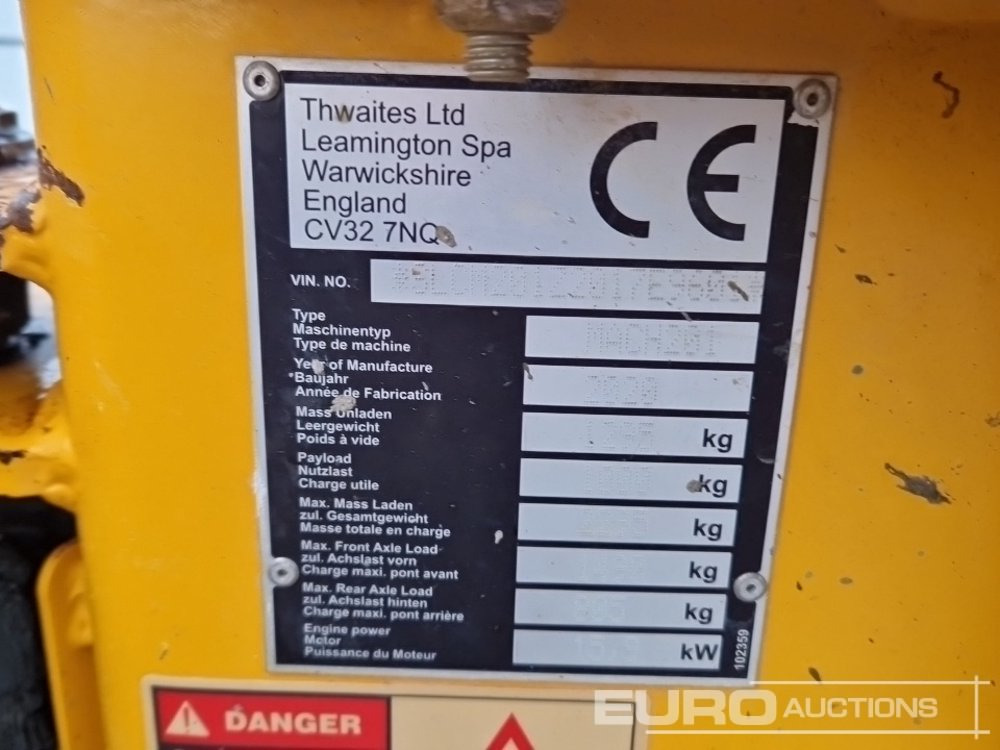 Thwaites Ltd
Leamington Spa
Warwickshire
England
CV32 7NQ
CE
VIN. NO.
Type
Maschinentyp
Type de machine
Year of Manufacture
Baujahr
Année de Fabrication
Mass Unladen
Leergewicht
Poids à vide
kg
Payload
Nutzlast
Charge utile
kg
Max. Mass Laden
zul. Gesamtgewicht
Masse totale en charge
kg
Max. Front Axle Load
zul. Achslast vorn
Charge maxi. pont avant
kg
Max. Rear Axle Load
zul. Achslast hinten
Charge maxi. pont arrière
kg
Engine power
Motor
Puissance du Moteur
kW
102359
DANGER
EURO AUCTIONS